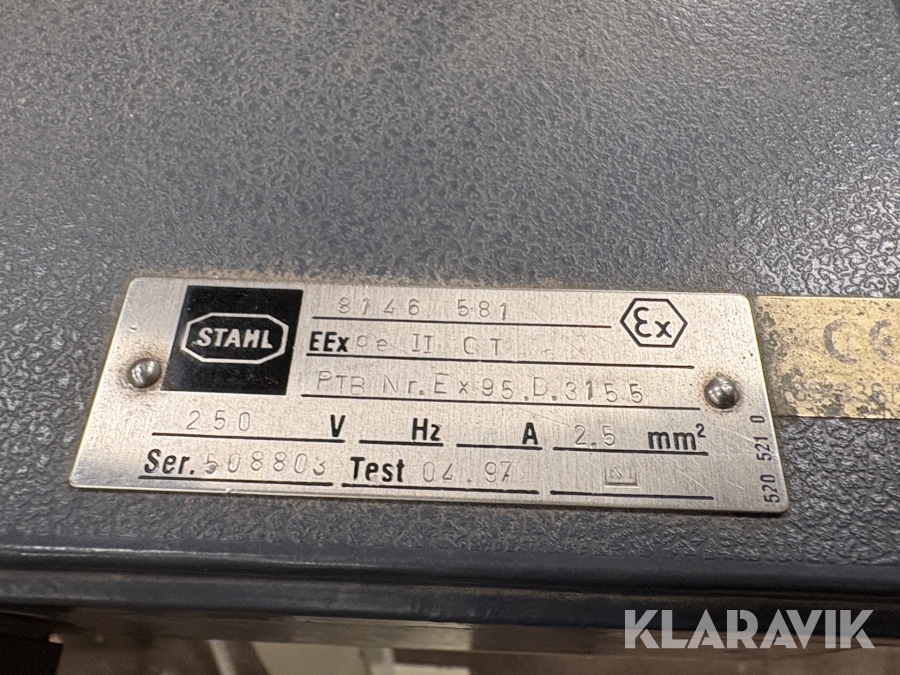 8146 581
STAHL
Ex
EEx de II C T
PTB Nr. Ex 95.D.3155
250 V Hz A 2.5 mm²
Ser. 508803 Test 04.97
520 521 0
KLARAVIK